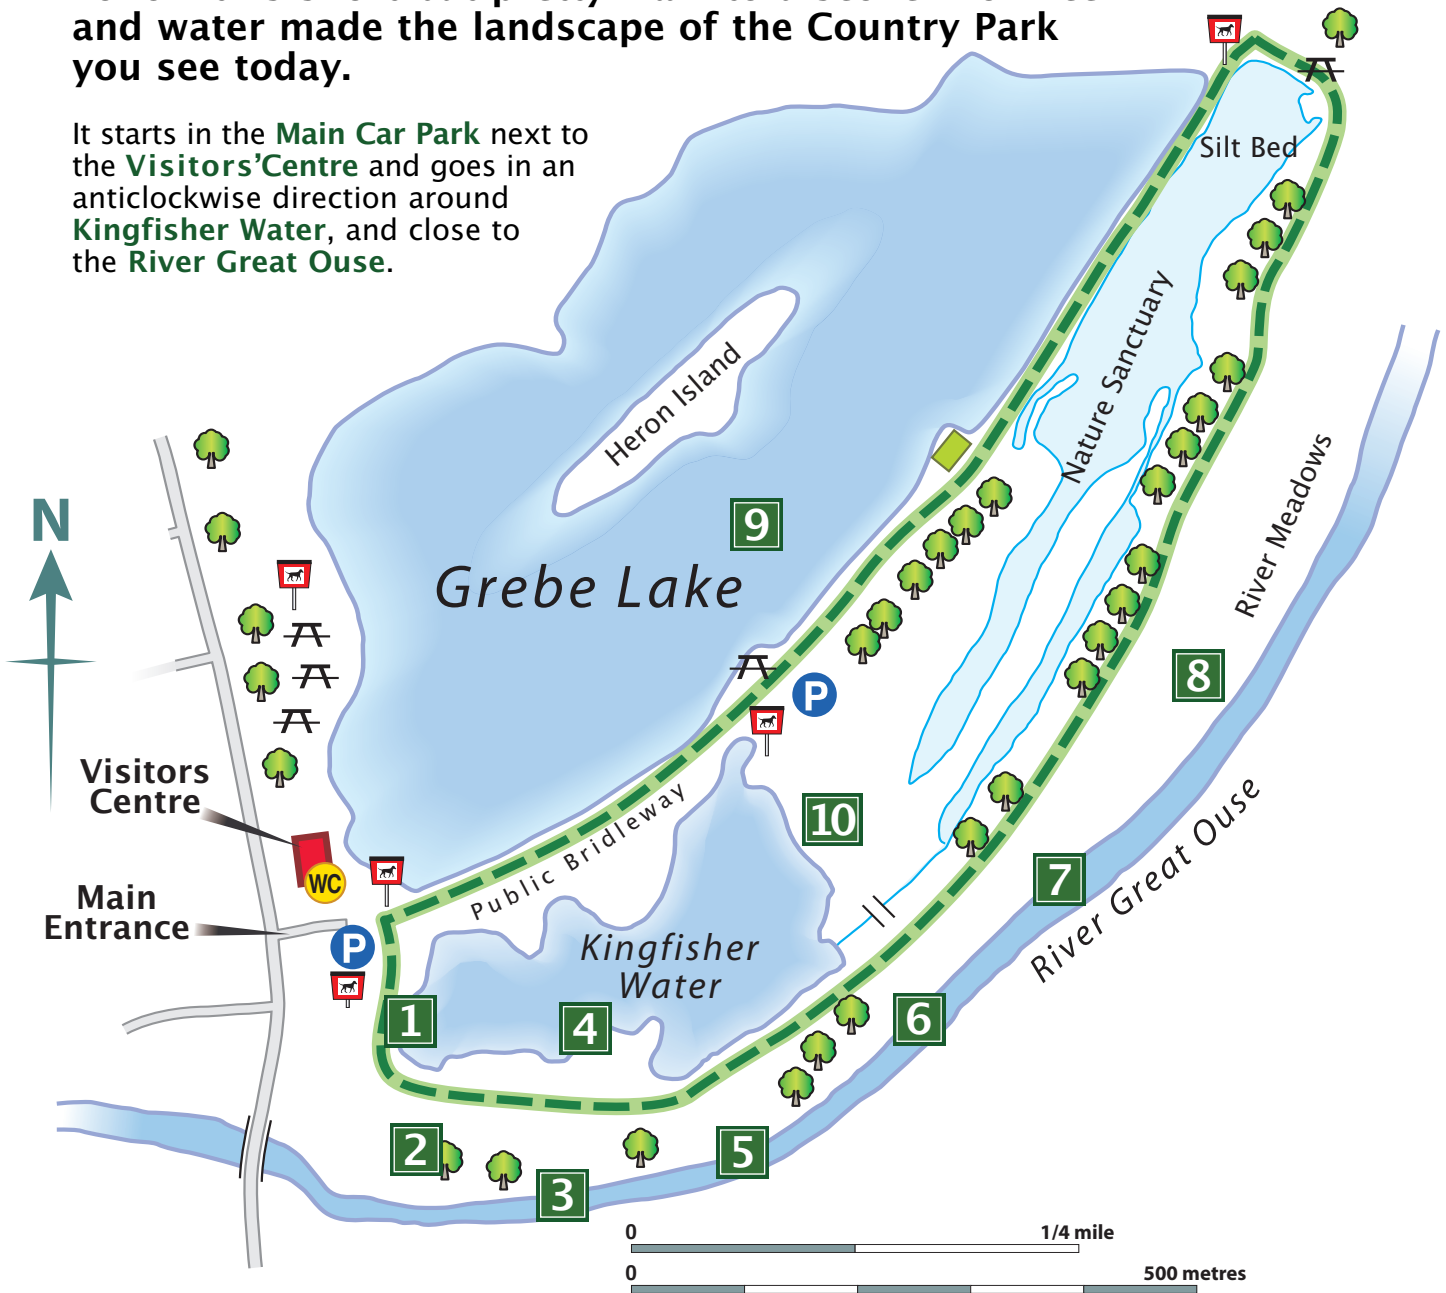 and water made the landscape of the Country Park
you see today.
It starts in the Main Car Park next to
the Visitors'Centre and goes in an
anticlockwise direction around
Kingfisher Water, and close to
the River Great Ouse.
Silt Bed
Nature Sanctuary
Heron Island
River Meadows
N
9
Grebe Lake
8
P
Visitors
Centre
Public Bridleway
10
WC
7
Main
Entrance
P
Kingfisher
Water
River Great Ouse
1
4
6
2
5
3
0
1/4 mile
0
500 metres